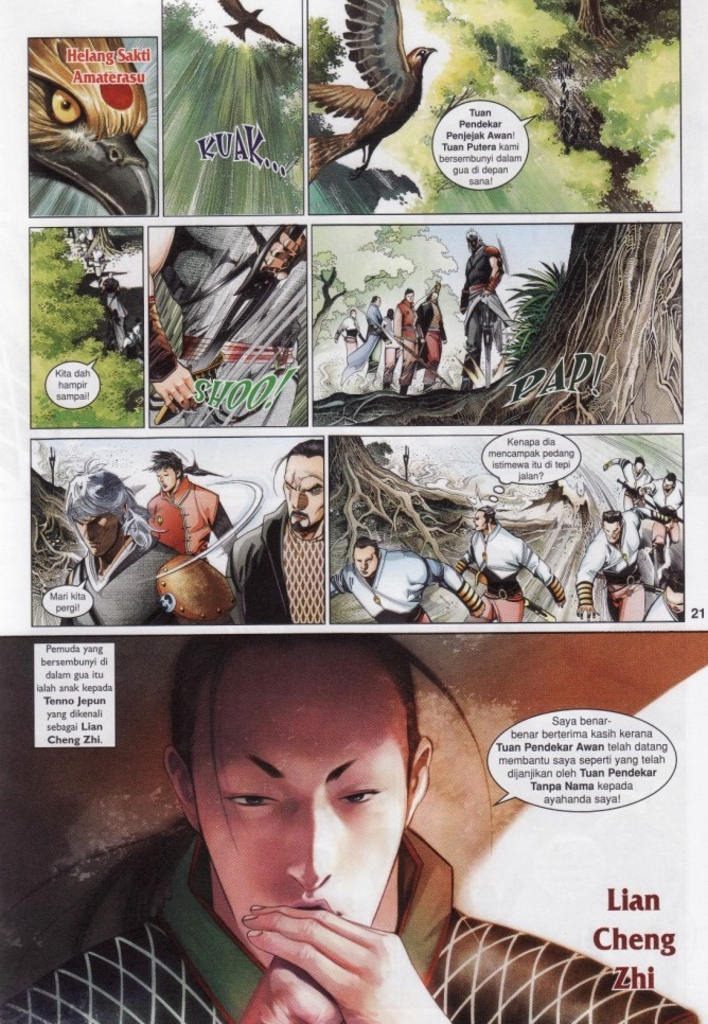 Helang Sakti
Amaterasu
KUAK...
Tuan
Pendekar
Penjejak Awan!
Tuan Putera kami
bersembunyi dalam
gua di depan
sana!
Kita dah
hampir
sampai!
SHOO!
PAP!
Mari kita
pergi!
Kenapa dia
mencampak pedang
istimewa itu di tepi
jalan?
21
Pemuda yang
bersembunyi di
dalam gua itu
ialah anak kepada
Tenno Jepun
yang dikenali
sebagai Lian
Cheng Zhi.
Saya benar-
benar berterima kasih kerana
Tuan Pendekar Awan telah datang
membantu saya seperti yang telah
dijanjikan oleh Tuan Pendekar
Tanpa Nama kepada
ayahanda saya!
Lian
Cheng
Zhi